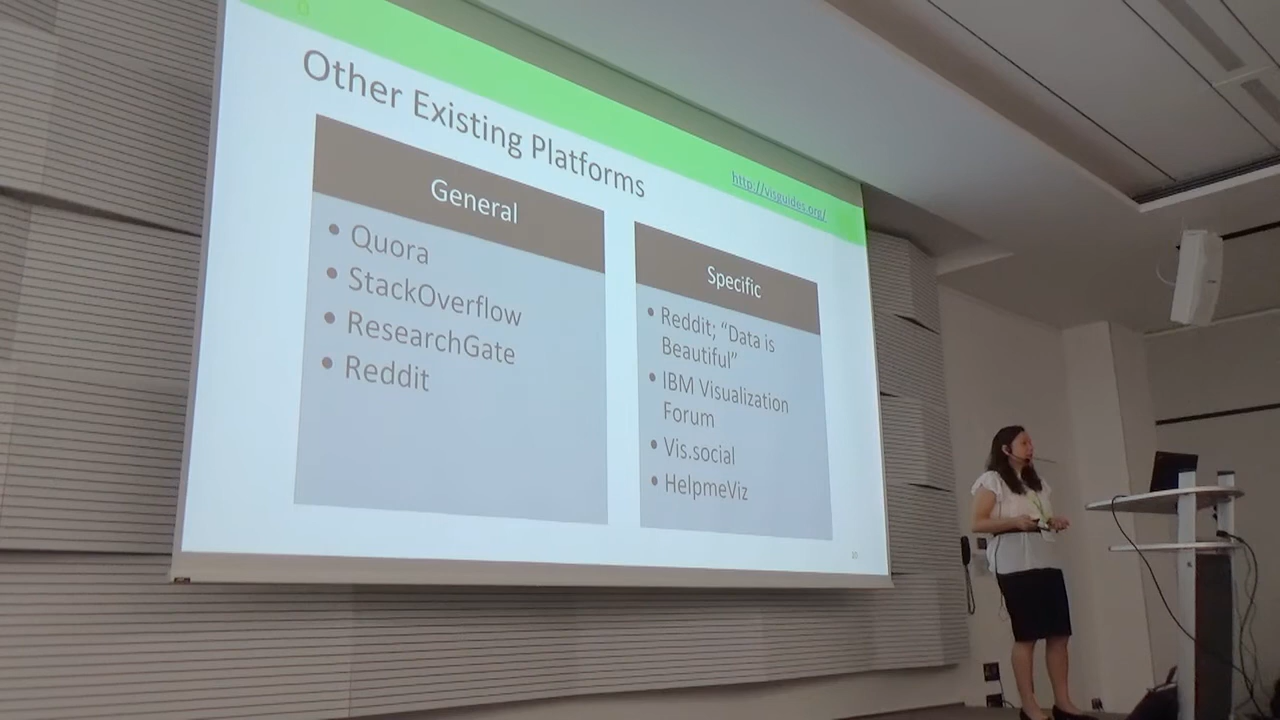 Other Existing Platforms
http://visguides.org/
General
• Quora
• StackOverflow
• ResearchGate
• Reddit
Specific
• Reddit; “Data is
Beautiful”
• IBM Visualization
Forum
• Vis.social
• HelpmeViz